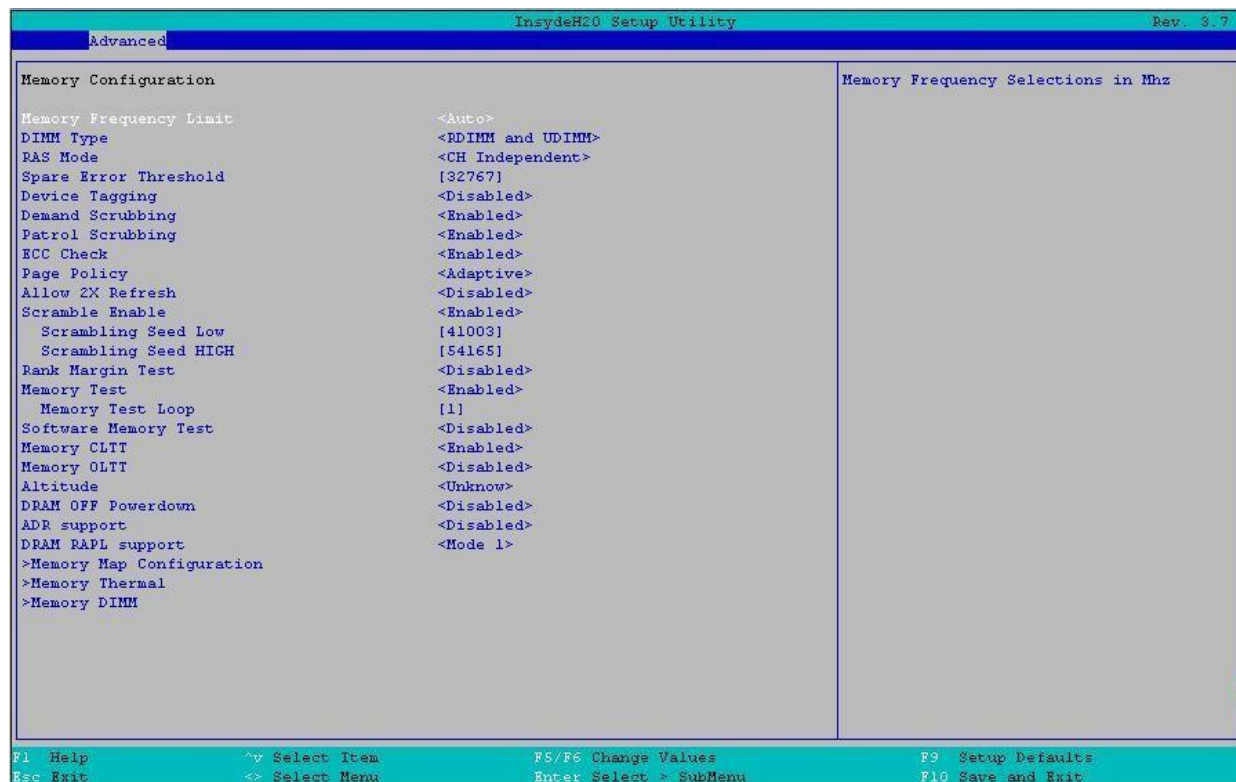 InsydeH2O Setup Utility Rev. 3.7
Advanced
Memory Configuration
Memory Frequency Selections in Mhz
Memory Frequency Limit <Auto>
DIMM Type <RDIMM and UDIMM>
RAS Mode <CH Independent>
Spare Error Threshold [32767]
Device Tagging <Disabled>
Demand Scrubbing <Enabled>
Patrol Scrubbing <Enabled>
ECC Check <Enabled>
Page Policy <Adaptive>
Allow 2X Refresh <Disabled>
Scramble Enable <Enabled>
Scrambling Seed Low [41003]
Scrambling Seed HIGH [54165]
Rank Margin Test <Disabled>
Memory Test <Enabled>
Memory Test Loop [1]
Software Memory Test <Disabled>
Memory CLTT <Enabled>
Memory OLTT <Disabled>
Altitude <Unknow>
DRAM OFF Powerdown <Disabled>
ADR support <Disabled>
DRAM RAPL support <Mode 1>
>Memory Map Configuration
>Memory Thermal
>Memory DIMM
F1 Help ^v Select Item F5/F6 Change Values F9 Setup Defaults
Esc Exit <> Select Menu Enter Select > SubMenu F10 Save and Exit